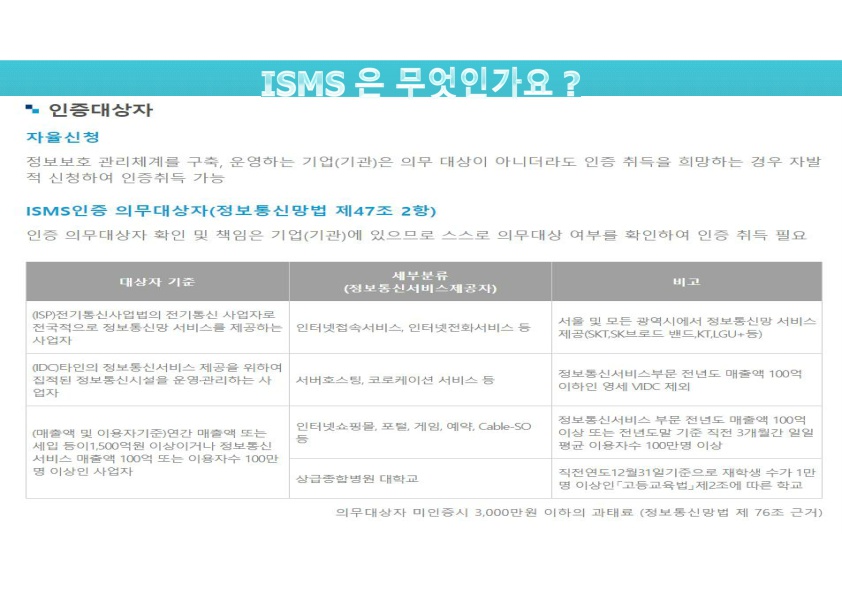 ISMS 은 무엇인가요 ?
인증대상자
자율신청
정보보호 관리체계를 구축, 운영하는 기업(기관)은 의무 대상이 아니더라도 인증 취득을 희망하는 경우 자발
적 신청하여 인증취득 가능
ISMS인증 의무대상자(정보통신망법 제47조 2항)
인증 의무대상자 확인 및 책임은 기업(기관)에 있으므로 스스로 의무대상 여부를 확인하여 인증 취득 필요
대상자 기준
세부분류
(정보통신서비스제공자)
비고
(ISP)전기통신사업법의 전기통신 사업자로
전국적으로 정보통신망 서비스를 제공하는
사업자
인터넷접속서비스, 인터넷전화서비스 등
서울 및 모든 광역시에서 정보통신망 서비스
제공(SKT,SK브로드 밴드,KT,LGU+등)
(IDC)타인의 정보통신서비스 제공을 위하여
집적된 정보통신시설을 운영·관리하는 사
업자
서버호스팅, 코로케이션 서비스 등
정보통신서비스부문 전년도 매출액 100억
이하인 영세 VIDC 제외
(매출액 및 이용자기준)연간 매출액 또는
세입 등이1,500억원 이상이거나 정보통신
서비스 매출액 100억 또는 이용자수 100만
명 이상인 사업자
인터넷쇼핑몰, 포털, 게임, 예약, Cable-SO
등
정보통신서비스 부문 전년도 매출액 100억
이상 또는 전년도말 기준 직전 3개월간 일일
평균 이용자수 100만명 이상
상급종합병원 대학교
직전연도12월31일기준으로 재학생 수가 1만
명 이상인「고등교육법」제2조에 따른 학교
의무대상자 미인증시 3,000만원 이하의 과태료 (정보통신망법 제 76조 근거)